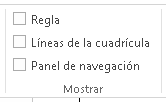 Regla
Líneas de la cuadrícula
Panel de navegación
Mostrar